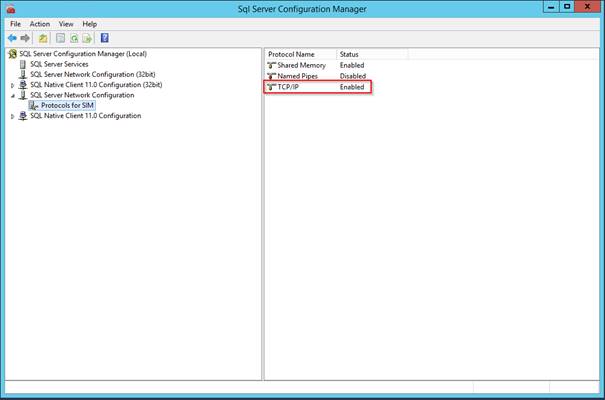 Sql Server Configuration Manager
File Action View Help
SQL Server Configuration Manager (Local)
SQL Server Services
SQL Server Network Configuration (32bit)
SQL Native Client 11.0 Configuration (32bit)
SQL Server Network Configuration
Protocols for SIM
SQL Native Client 11.0 Configuration
Protocol Name Status
Shared Memory Enabled
Named Pipes Disabled
TCP/IP Enabled